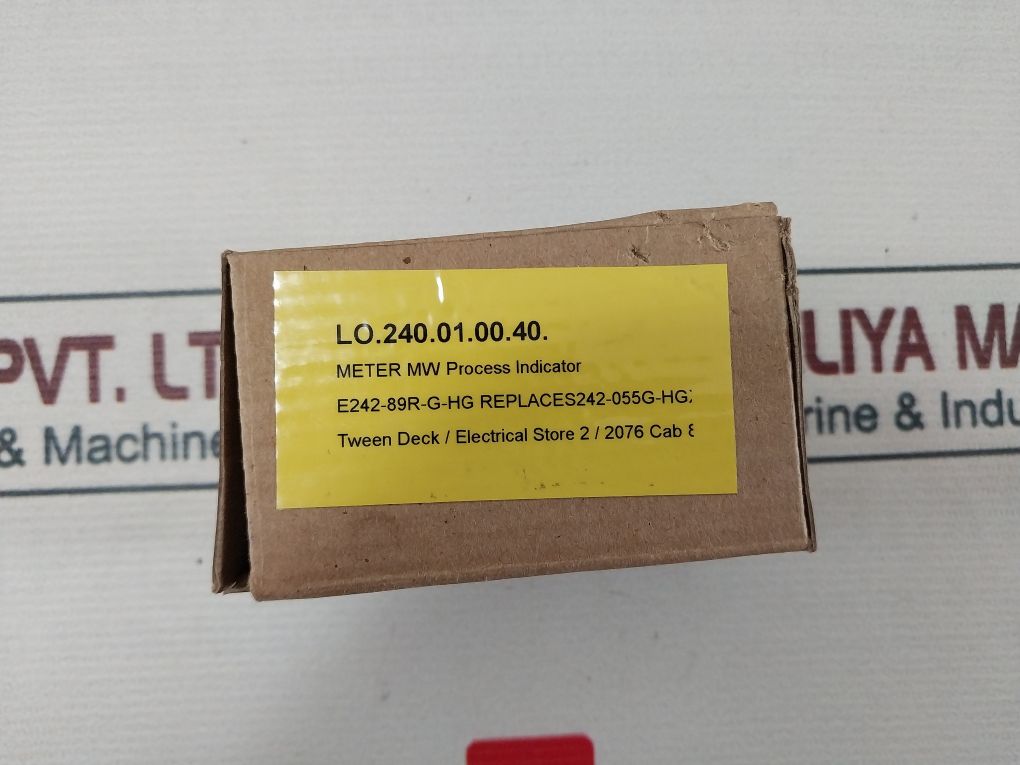 LO.240.01.00.40.
METER MW Process Indicator
E242-89R-G-HG REPLACES242-055G-HG
Tween Deck / Electrical Store 2 / 2076 Cab
PVT. LT
& Machine
LIYA MA
rine & Indu